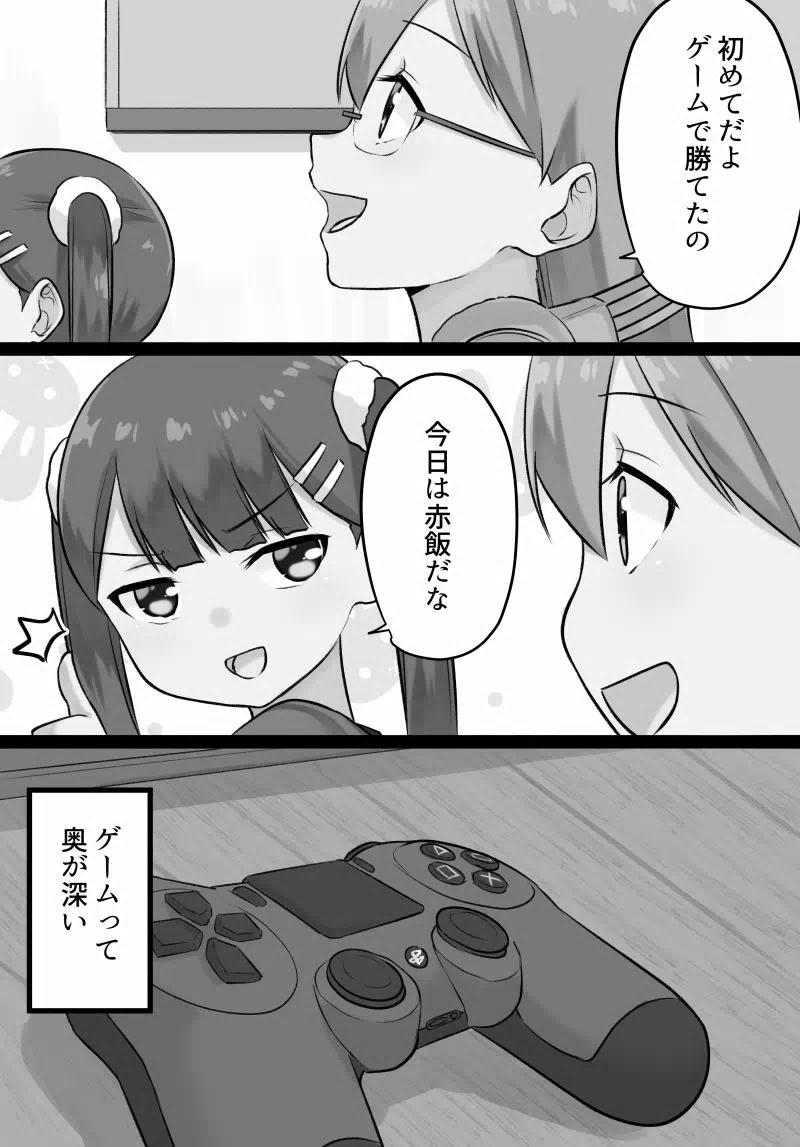 初めてだよ
ゲームで勝てたの
今日は赤飯だな
ゲームって
奥が深い